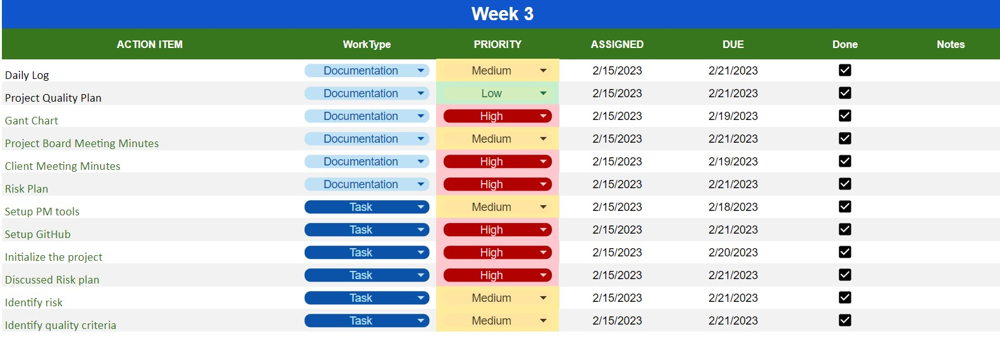 Week 3
ACTION ITEM WorkType PRIORITY ASSIGNED DUE Done Notes
Daily Log Documentation Medium 2/15/2023 2/21/2023
Project Quality Plan Documentation Low 2/15/2023 2/21/2023
Gant Chart Documentation High 2/15/2023 2/19/2023
Project Board Meeting Minutes Documentation Medium 2/15/2023 2/21/2023
Client Meeting Minutes Documentation High 2/15/2023 2/19/2023
Risk Plan Documentation High 2/15/2023 2/21/2023
Setup PM tools Task Medium 2/15/2023 2/18/2023
Setup GitHub Task High 2/15/2023 2/21/2023
Initialize the project Task High 2/15/2023 2/20/2023
Discussed Risk plan Task High 2/15/2023 2/21/2023
Identify risk Task Medium 2/15/2023 2/21/2023
Identify quality criteria Task Medium 2/15/2023 2/21/2023